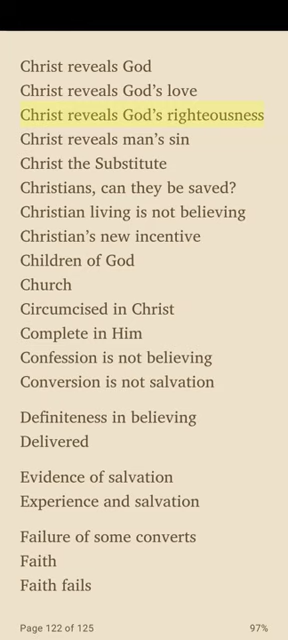 Christ reveals God
Christ reveals God’s love
Christ reveals God’s righteousness
Christ reveals man’s sin
Christ the Substitute
Christians, can they be saved?
Christian living is not believing
Christian’s new incentive
Children of God
Church
Circumcised in Christ
Complete in Him
Confession is not believing
Conversion is not salvation
Definiteness in believing
Delivered
Evidence of salvation
Experience and salvation
Failure of some converts
Faith
Faith fails
Page 122 of 125 97%